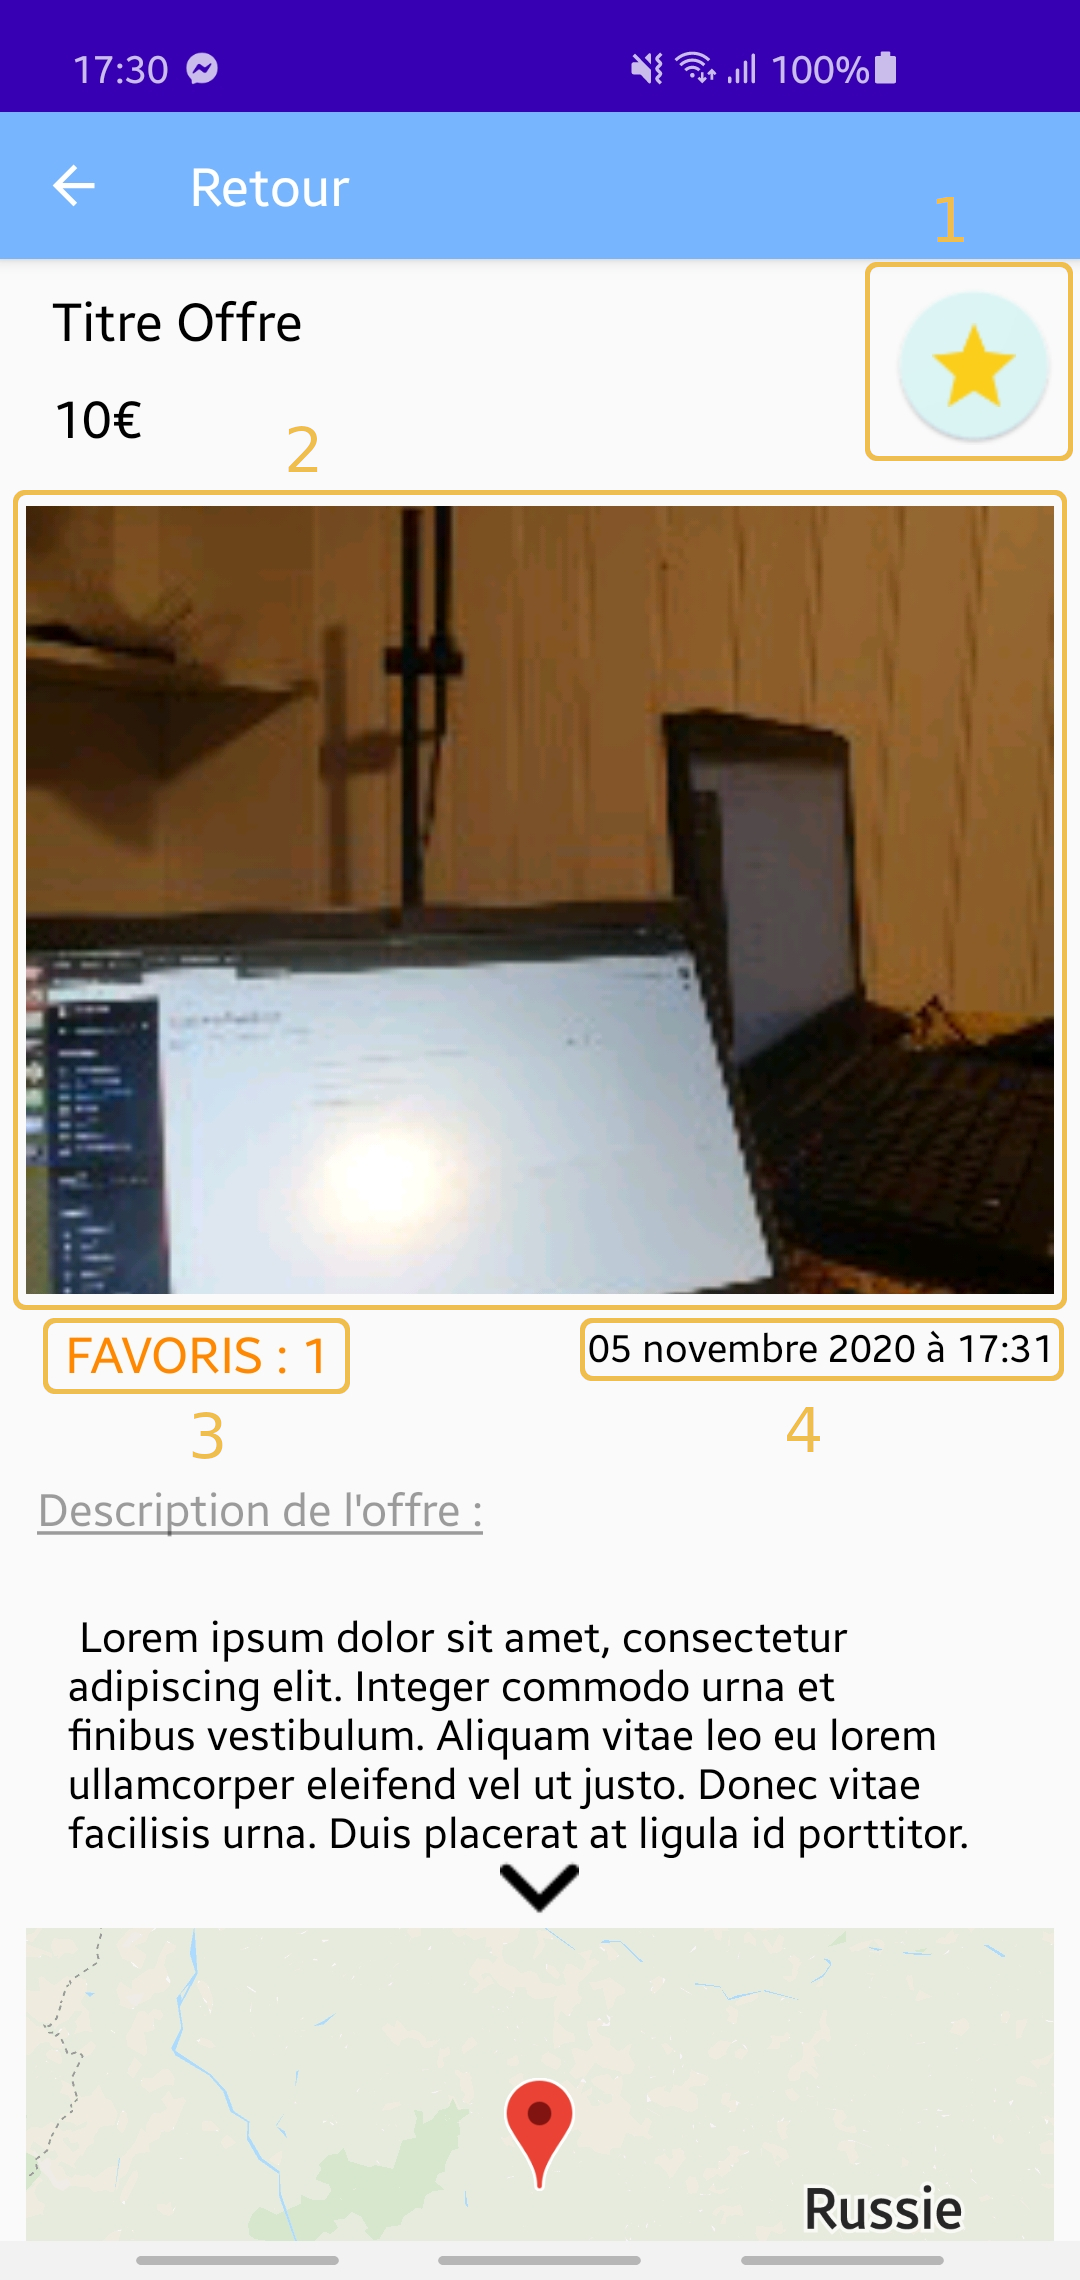 17:30 100%
Retour
1
Titre Offre
10€
2
FAVORIS : 1
05 novembre 2020 à 17:31
3
4
Description de l'offre :
Lorem ipsum dolor sit amet, consectetur
adipiscing elit. Integer commodo urna et
finibus vestibulum. Aliquam vitae leo eu lorem
ullamcorper eleifend vel ut justo. Donec vitae
facilisis urna. Duis placerat at ligula id porttitor.
Russie